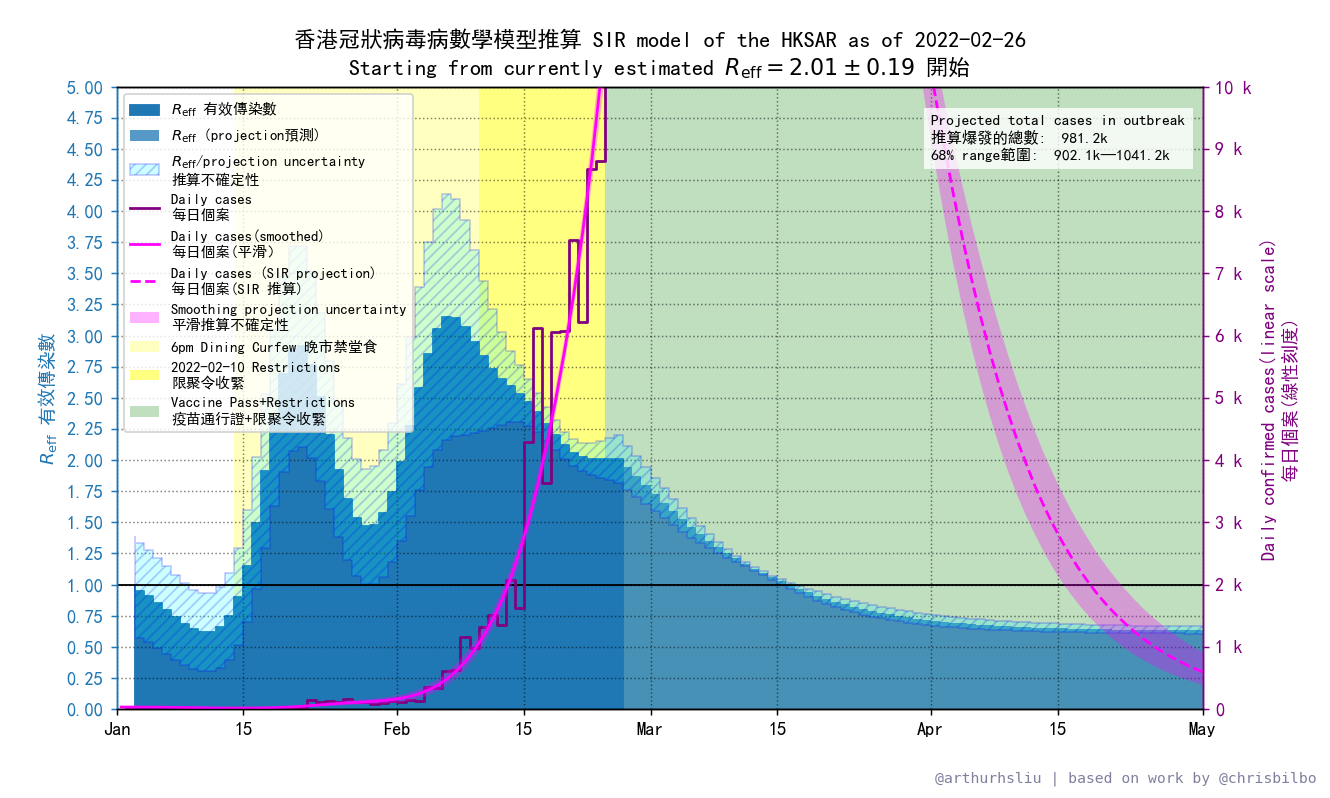 香港冠狀病毒病數學模型推算 SIR model of the HKSAR as of 2022-02-26
Starting from currently estimated Reff = 2.01 ± 0.19 開始
Reff 有效傳染數
Reff (projection預測)
Reff/projection uncertainty
推算不確定性
Daily cases
每日個案
Daily cases(smoothed)
每日個案(平滑)
Daily cases (SIR projection)
每日個案(SIR 推算)
Smoothing projection uncertainty
平滑推算不確定性
6pm Dining Curfew 晚市禁堂食
2022-02-10 Restrictions
限聚令收緊
Vaccine Pass+Restrictions
疫苗通行證+限聚令收緊
Projected total cases in outbreak
推算爆發的總數: 981.2k
68% range範圍: 902.1k—1041.2k
Reff 有效傳染數
5.00
4.75
4.50
4.25
4.00
3.75
3.50
3.25
3.00
2.75
2.50
2.25
2.00
1.75
1.50
1.25
1.00
0.75
0.50
0.25
0.00
10 k
9 k
8 k
7 k
6 k
5 k
4 k
3 k
2 k
1 k
0
Daily confirmed cases(linear scale)
每日個案(線性刻度)
Jan 15 Feb 15 Mar 15 Apr 15 May
@arthurhsliu | based on work by @chrisbilbo